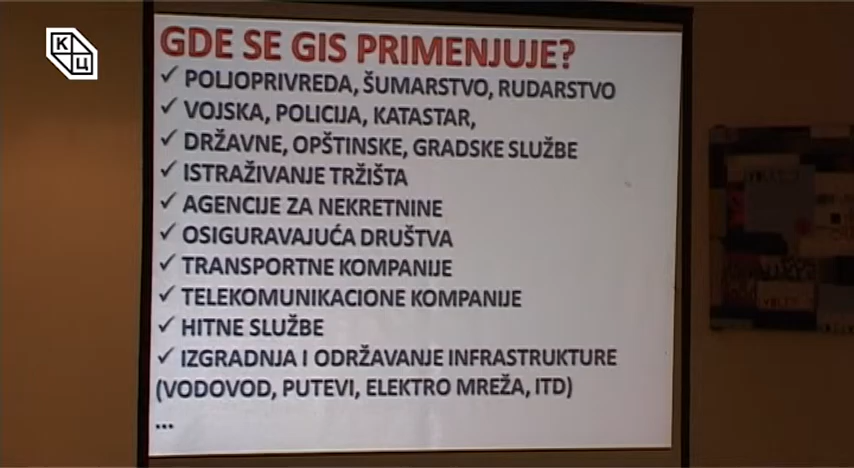 К
Ц
GDE SE GIS PRIMENJUJE?
✓ POLJOPRIVREDA, ŠUMARSTVO, RUDARSTVO
✓ VOJSKA, POLICIJA, KATASTAR,
✓ DRŽAVNE, OPŠTINSKE, GRADSKE SLUŽBE
✓ ISTRAŽIVANJE TRŽIŠTA
✓ AGENCIJE ZA NEKRETNINE
✓ OSIGURAVAJUĆA DRUŠTVA
✓ TRANSPORTNE KOMPANIJE
✓ TELEKOMUNIKACIONE KOMPANIJE
✓ HITNE SLUŽBE
✓ IZGRADNJA I ODRŽAVANJE INFRASTRUKTURE
(VODOVOD, PUTEVI, ELEKTRO MREŽA, ITD)
...